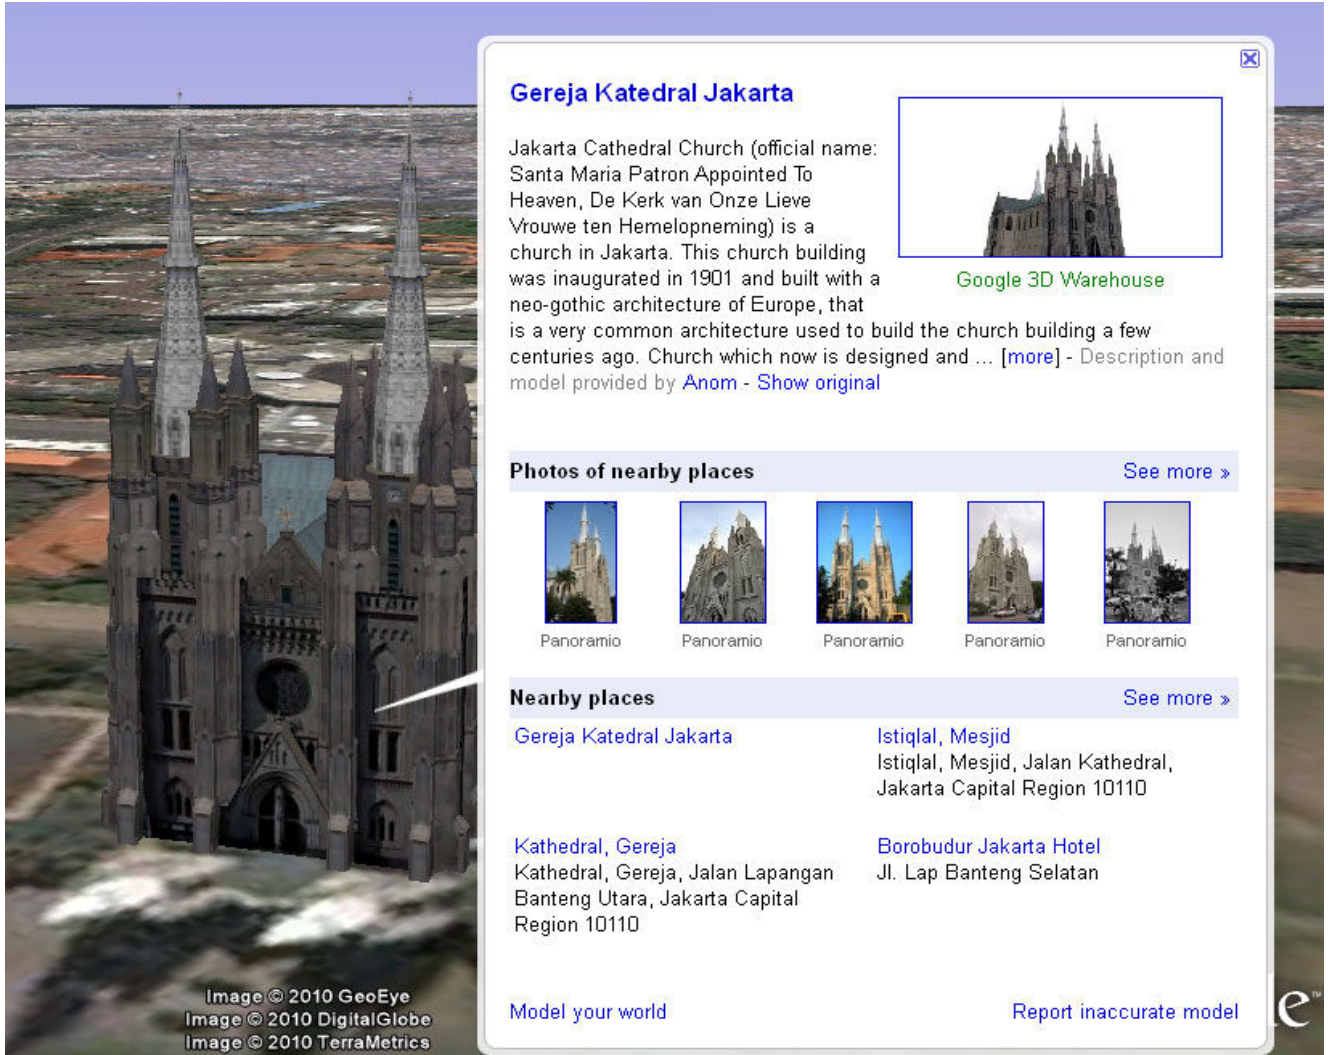 Gereja Katedral Jakarta
Jakarta Cathedral Church (official name:
Santa Maria Patron Appointed To
Heaven, De Kerk van Onze Lieve
Vrouwe ten Hemelopneming) is a
church in Jakarta. This church building
was inaugurated in 1901 and built with a
neo-gothic architecture of Europe, that
is a very common architecture used to build the church building a few
centuries ago. Church which now is designed and ... [more] - Description and
model provided by Anom - Show original
Google 3D Warehouse
Photos of nearby places See more »
Panoramio Panoramio Panoramio Panoramio Panoramio
Nearby places See more »
Gereja Katedral Jakarta
Istiqlal, Mesjid
Istiqlal, Mesjid, Jalan Kathedral,
Jakarta Capital Region 10110
Kathedral, Gereja
Kathedral, Gereja, Jalan Lapangan
Banteng Utara, Jakarta Capital
Region 10110
Borobudur Jakarta Hotel
Jl. Lap Banteng Selatan
Model your world Report inaccurate model
Image © 2010 GeoEye
Image © 2010 DigitalGlobe
Image © 2010 TerraMetrics